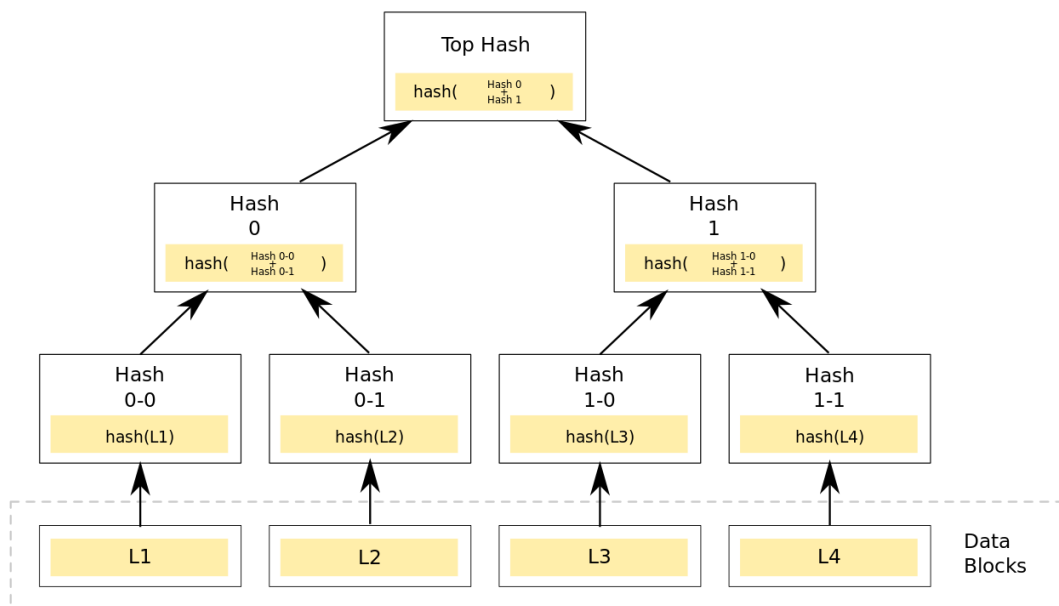 Top Hash
hash( Hash 0 + Hash 1 )
Hash
0
hash( Hash 0-0 + Hash 0-1 )
Hash
1
hash( Hash 1-0 + Hash 1-1 )
Hash
0-0
hash(L1)
Hash
0-1
hash(L2)
Hash
1-0
hash(L3)
Hash
1-1
hash(L4)
L1
L2
L3
L4
Data
Blocks